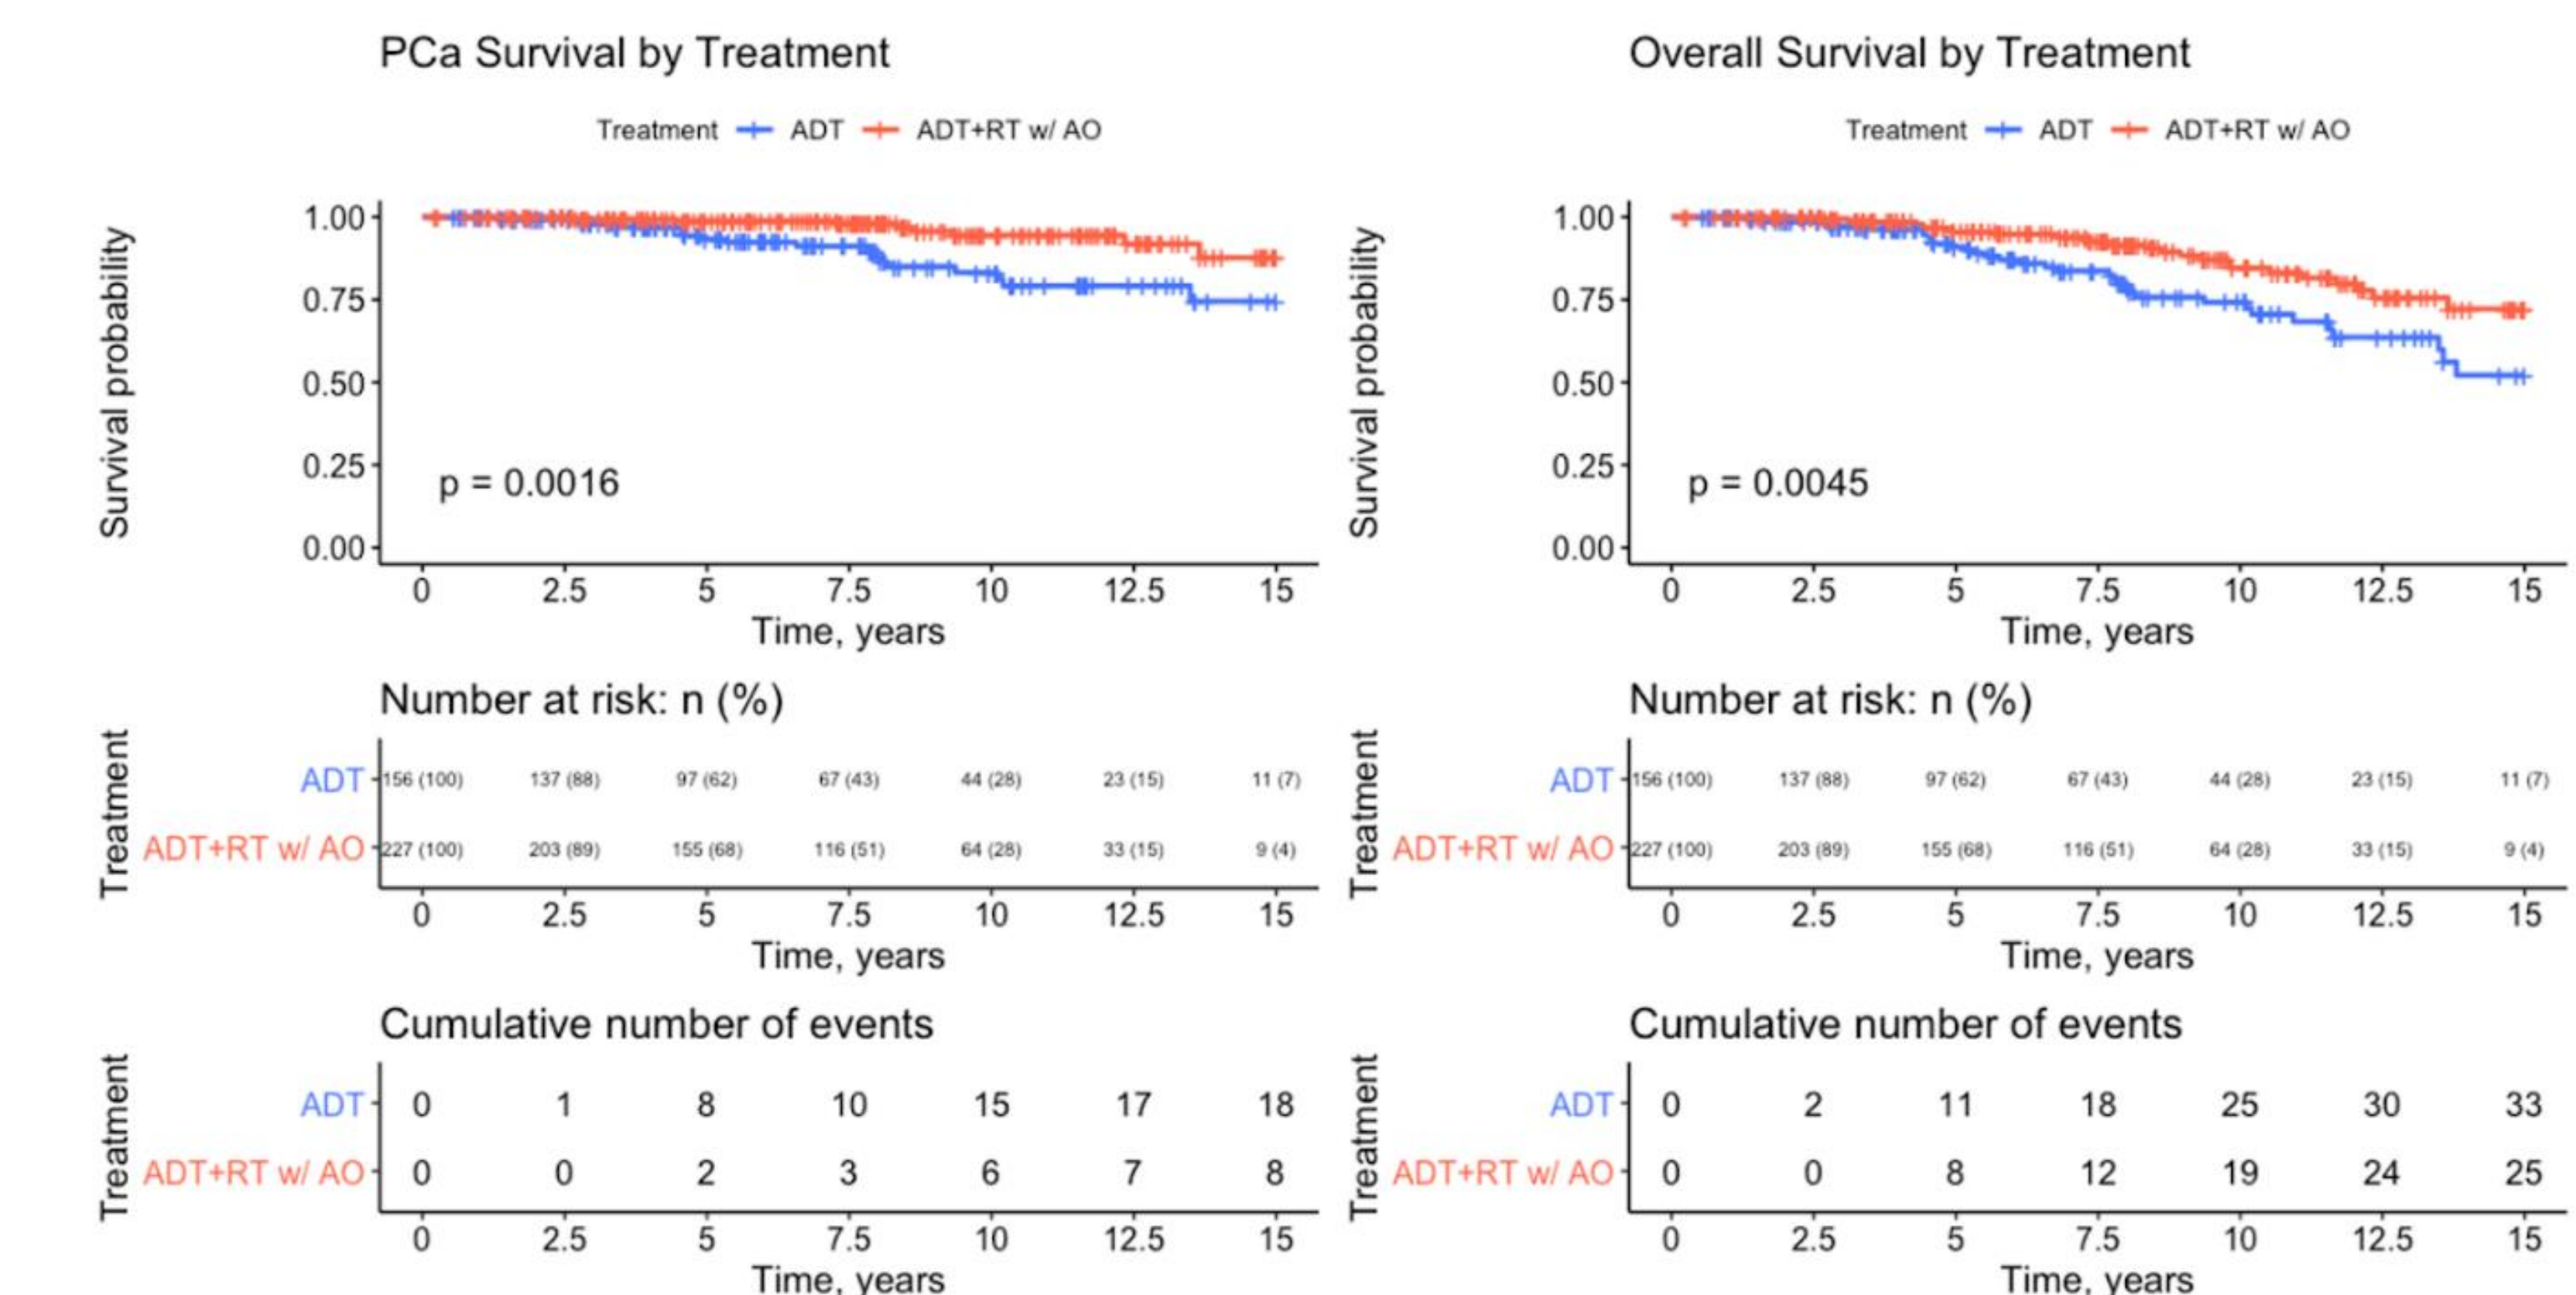 PCa Survival by Treatment
Treatment ADT ADT+RT w/ AO
Survival probability
1.00
0.75
0.50
0.25
0.00
p = 0.0016
0 2.5 5 7.5 10 12.5 15
Time, years
Number at risk: n (%)
Treatment
ADT 156 (100) 137 (88) 97 (62) 67 (43) 44 (28) 23 (15) 11 (7)
ADT+RT w/ AO 227 (100) 203 (89) 155 (68) 116 (51) 64 (28) 33 (15) 9 (4)
0 2.5 5 7.5 10 12.5 15
Time, years
Cumulative number of events
Treatment
ADT 0 1 8 10 15 17 18
ADT+RT w/ AO 0 0 2 3 6 7 8
0 2.5 5 7.5 10 12.5 15
Time, years
Overall Survival by Treatment
Treatment ADT ADT+RT w/ AO
Survival probability
1.00
0.75
0.50
0.25
0.00
p = 0.0045
0 2.5 5 7.5 10 12.5 15
Time, years
Number at risk: n (%)
Treatment
ADT 156 (100) 137 (88) 97 (62) 67 (43) 44 (28) 23 (15) 11 (7)
ADT+RT w/ AO 227 (100) 203 (89) 155 (68) 116 (51) 64 (28) 33 (15) 9 (4)
0 2.5 5 7.5 10 12.5 15
Time, years
Cumulative number of events
Treatment
ADT 0 2 11 18 25 30 33
ADT+RT w/ AO 0 0 8 12 19 24 25
0 2.5 5 7.5 10 12.5 15
Time, years